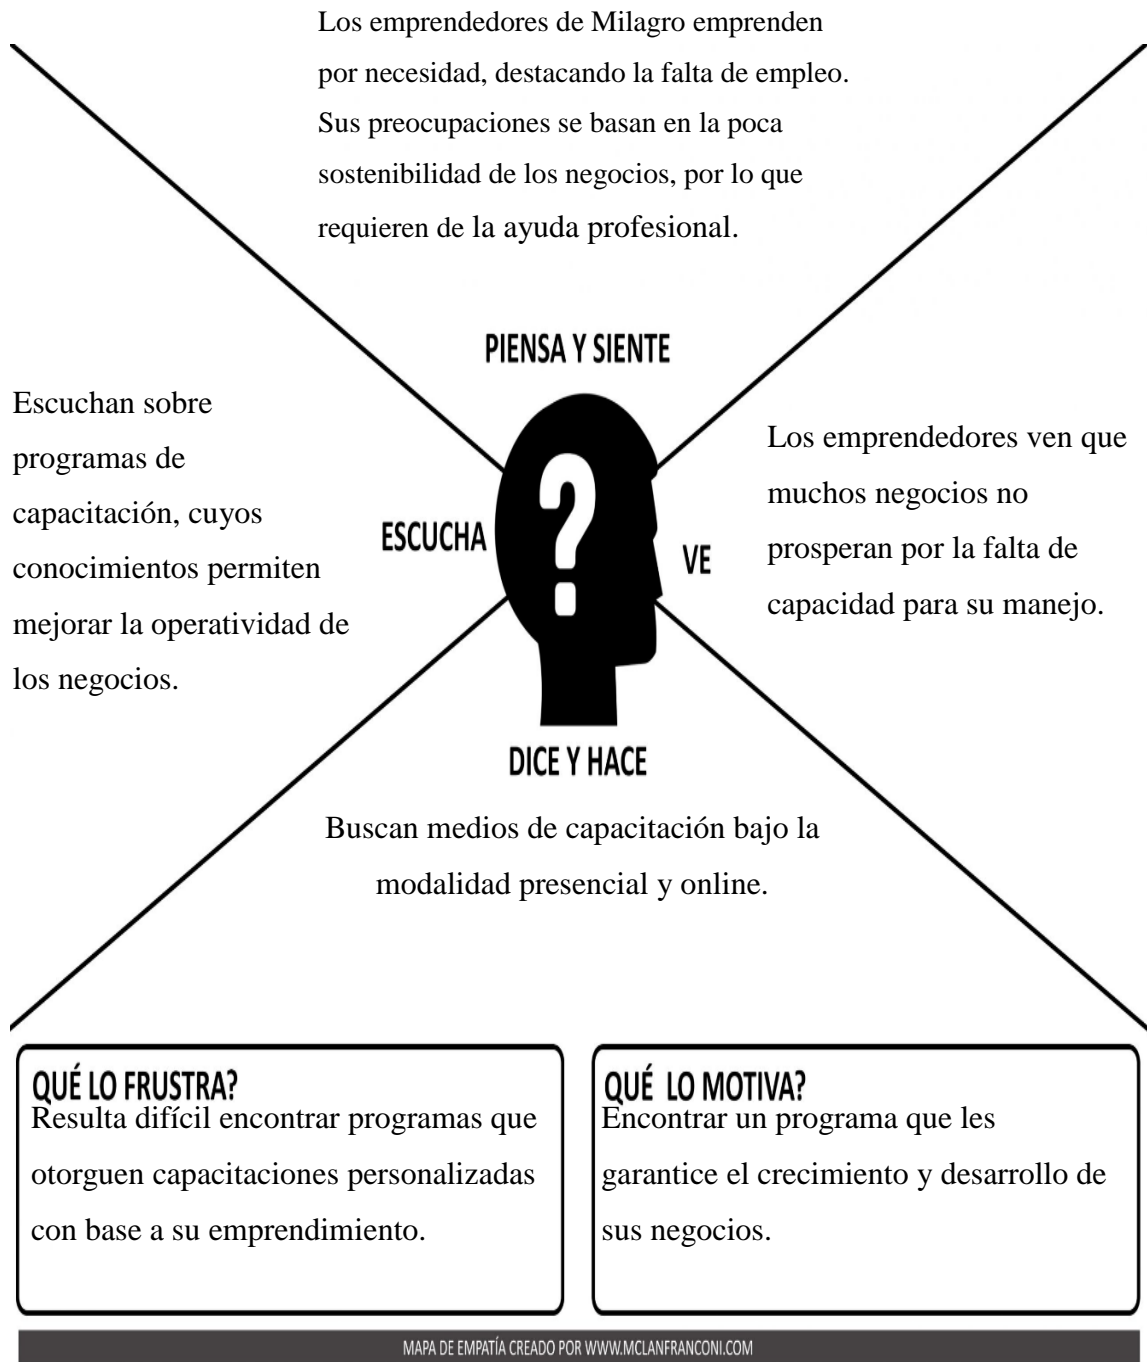 Los emprendedores de Milagro emprenden
por necesidad, destacando la falta de empleo.
Sus preocupaciones se basan en la poca
sostenibilidad de los negocios, por lo que
requieren de la ayuda profesional.
PIENSA Y SIENTE
Escuchan sobre
programas de
capacitación, cuyos
conocimientos permiten
mejorar la operatividad de
los negocios.
ESCUCHA
?
VE
Los emprendedores ven que
muchos negocios no
prosperan por la falta de
capacidad para su manejo.
DICE Y HACE
Buscan medios de capacitación bajo la
modalidad presencial y online.
QUÉ LO FRUSTRA?
Resulta difícil encontrar programas que
otorguen capacitaciones personalizadas
con base a su emprendimiento.
QUÉ LO MOTIVA?
Encontrar un programa que les
garantice el crecimiento y desarrollo de
sus negocios.
MAPA DE EMPATÍA CREADO POR WWW.MCLANFRANCONI.COM